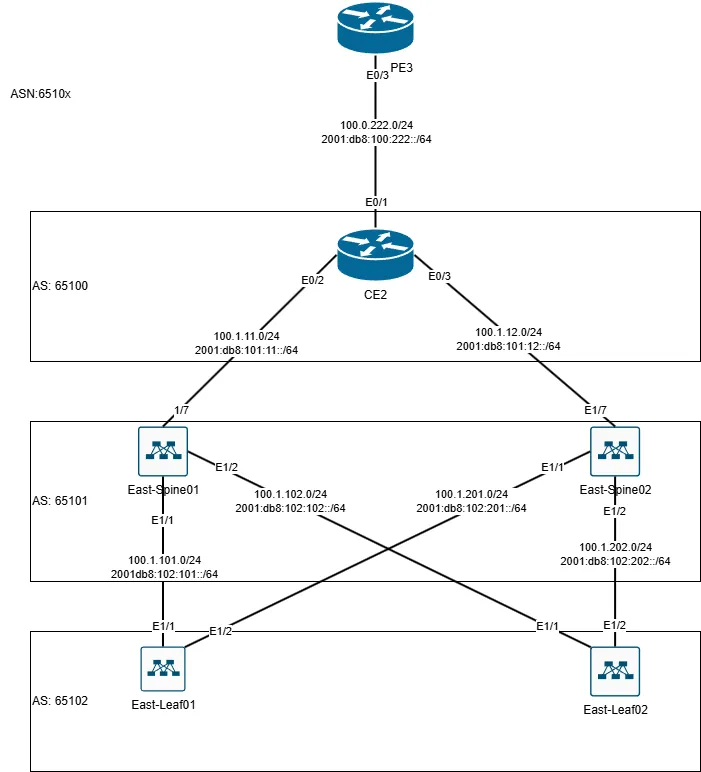 PE3
E0/3
ASN:6510x
100.0.222.0/24
2001:db8:100:222::/64
E0/1
E0/2
E0/3
AS: 65100
CE2
100.1.11.0/24
2001:db8:101:11::/64
100.1.12.0/24
2001:db8:101:12::/64
1/7
E1/7
E1/2
E1/1
East-Spine01
East-Spine02
AS: 65101
100.1.102.0/24
2001:db8:102:102::/64
100.1.201.0/24
2001:db8:102:201::/64
E1/1
E1/2
100.1.101.0/24
2001db8:102:101::/64
100.1.202.0/24
2001:db8:102:202::/64
E1/1
E1/2
E1/1
E1/2
AS: 65102
East-Leaf01
East-Leaf02